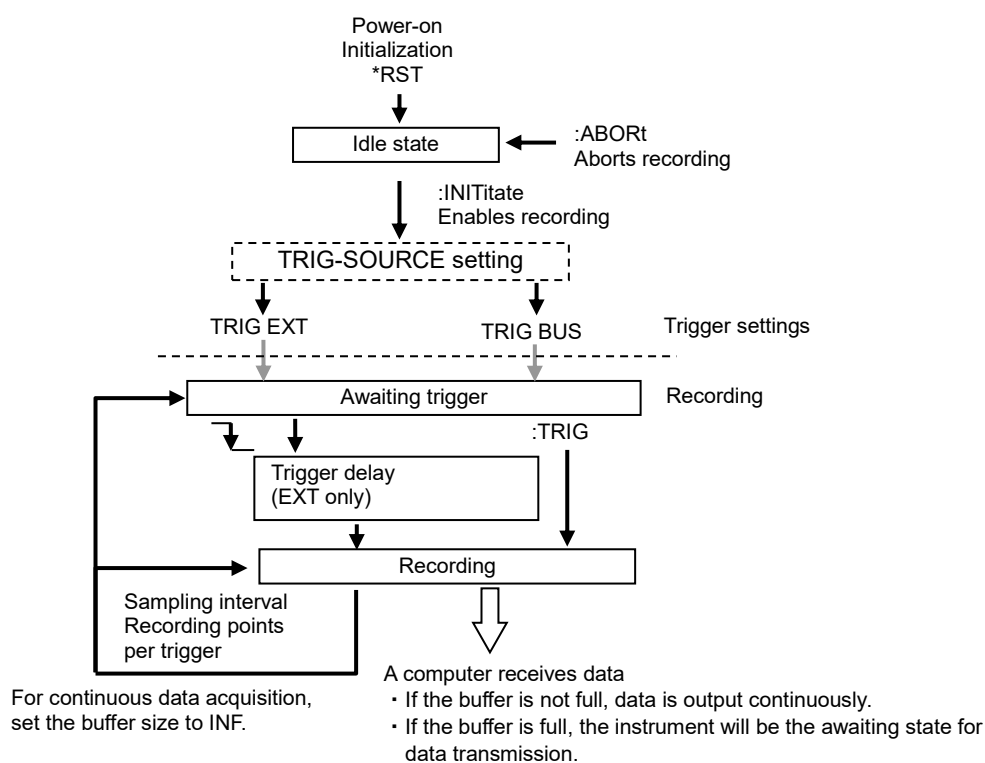 Power-on
Initialization
*RST
Idle state
:ABORt
Aborts recording
:INITitate
Enables recording
TRIG-SOURCE setting
TRIG EXT
TRIG BUS
Trigger settings
Awaiting trigger
Recording
:TRIG
Trigger delay
(EXT only)
Recording
Sampling interval
Recording points
per trigger
For continuous data acquisition,
set the buffer size to INF.
A computer receives data
・If the buffer is not full, data is output continuously.
・If the buffer is full, the instrument will be the awaiting state for
data transmission.